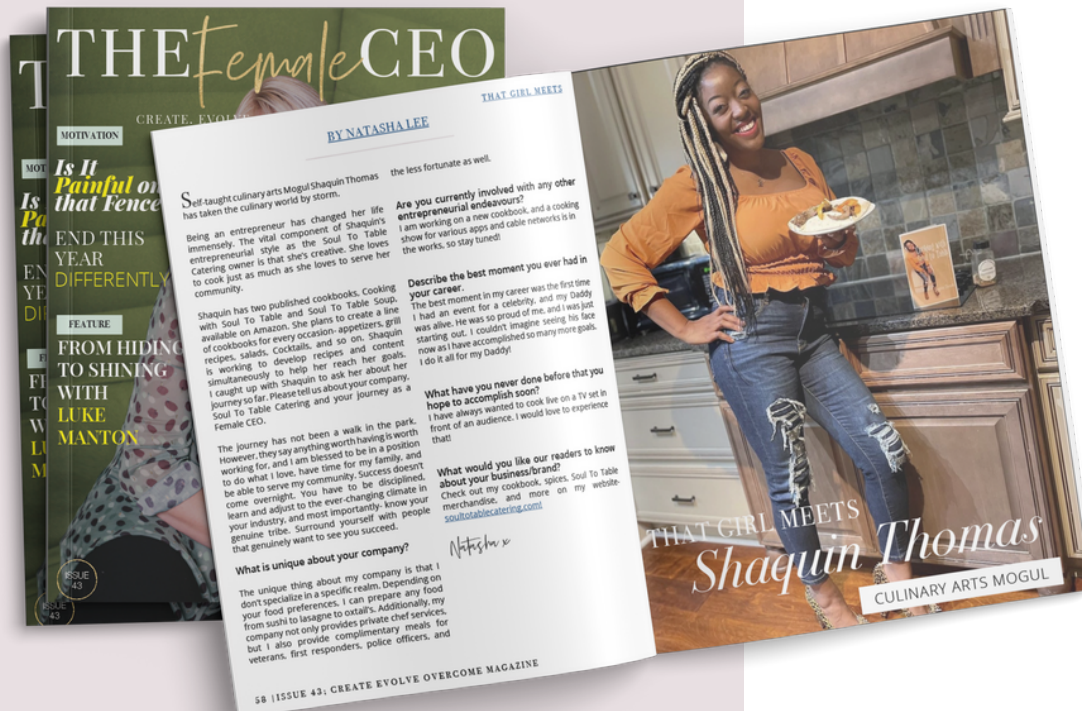 THE Female CEO
CREATE, EVOLVE
MOTIVATION
Is It
Painful on
that Fence
END THIS
YEAR
DIFFERENTLY
FEATURE
FROM HIDING
TO SHINING
WITH
LUKE
MANTON
ISSUE
43
T
MOT
Is
Pa
th
EN
YE
DI
F
FR
TO
W
LU
M
ISSUE
43
THAT GIRL MEETS
BY NATASHA LEE
Self-taught culinary arts Mogul Shaquin Thomas
has taken the culinary world by storm.
Being an entrepreneur has changed her life
immensely. The vital component of Shaquin's
entrepreneurial style as the Soul To Table
Catering owner is that she's creative. She loves
to cook just as much as she loves to serve her
community.
Shaquin has two published cookbooks, Cooking
with Soul To Table and Soul To Table Soup,
available on Amazon. She plans to create a line
of cookbooks for every occasion- appetizers, grill
recipes, salads, Cocktails, and so on. Shaquin
is working to develop recipes and content
simultaneously to help her reach her goals.
I caught up with Shaquin to ask her about her
journey so far. Please tell us about your company,
Soul To Table Catering and your journey as a
Female CEO.
The journey has not been a walk in the park.
However, they say anything worth having is worth
working for, and I am blessed to be in a position
to do what I love, have time for my family, and
be able to serve my community. Success doesn't
come overnight. You have to be disciplined,
learn and adjust to the ever-changing climate in
your industry, and most importantly- know your
genuine tribe. Surround yourself with people
that genuinely want to see you succeed.
What is unique about your company?
The unique thing about my company is that I
don't specialize in a specific realm. Depending on
your food preferences, I can prepare any food
from sushi to lasagne to oxtail's. Additionally, my
company not only provides private chef services,
but I also provide complimentary meals for
veterans, first responders, police officers, and
the less fortunate as well.
Are you currently involved with any other
entrepreneurial endeavours?
I am working on a new cookbook, and a cooking
show for various apps and cable networks is in
the works, so stay tuned!
Describe the best moment you ever had in
your career.
The best moment in my career was the first time
I had an event for a celebrity, and my Daddy
was alive. He was so proud of me, and I was just
starting out. I couldn't imagine seeing his face
now as I have accomplished so many more goals.
I do it all for my Daddy!
What have you never done before that you
hope to accomplish soon?
I have always wanted to cook live on a TV set in
front of an audience. I would love to experience
that!
What would you like our readers to know
about your business/brand?
Check out my cookbook, spices, Soul To Table
merchandise, and more on my website-
soultotablecatering.com!
Natasha x
58 |ISSUE 43; CREATE EVOLVE OVERCOME MAGAZINE
THAT GIRL MEETS
Shaquin Thomas
CULINARY ARTS MOGUL